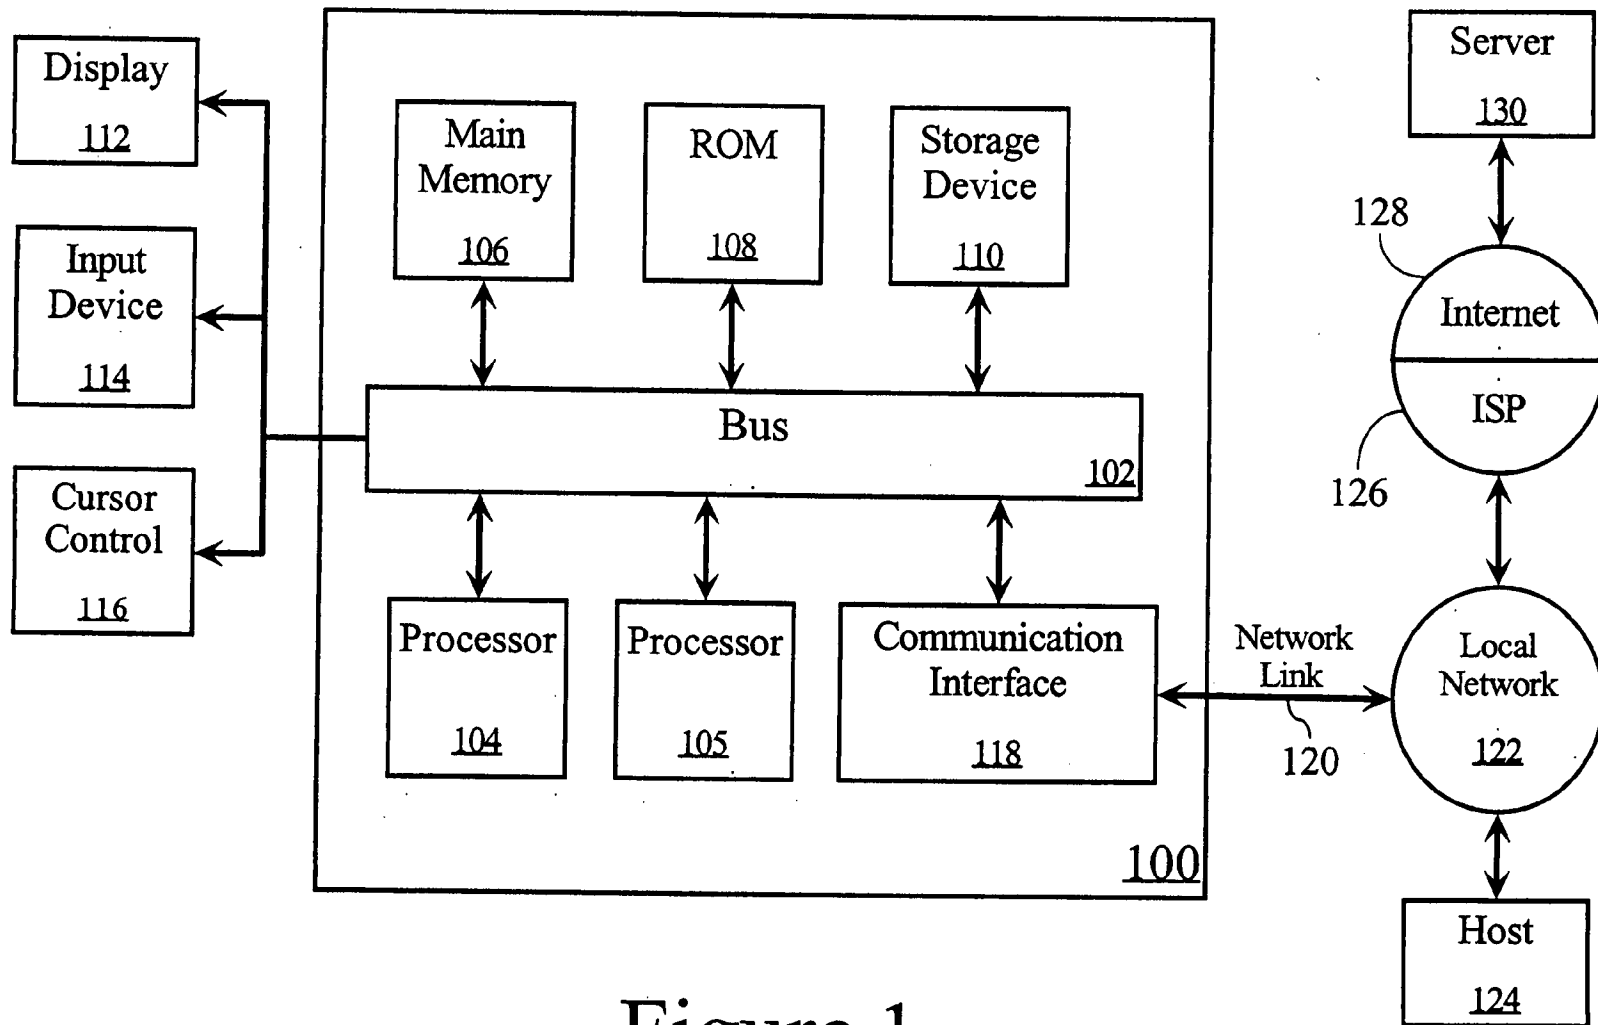 Display
112
Input
Device
114
Cursor
Control
116
Main
Memory
106
ROM
108
Storage
Device
110
Bus
102
Processor
104
Processor
105
Communication
Interface
118
100
Network
Link
120
Server
130
128
Internet
ISP
126
Local
Network
122
Host
124
Figure 1